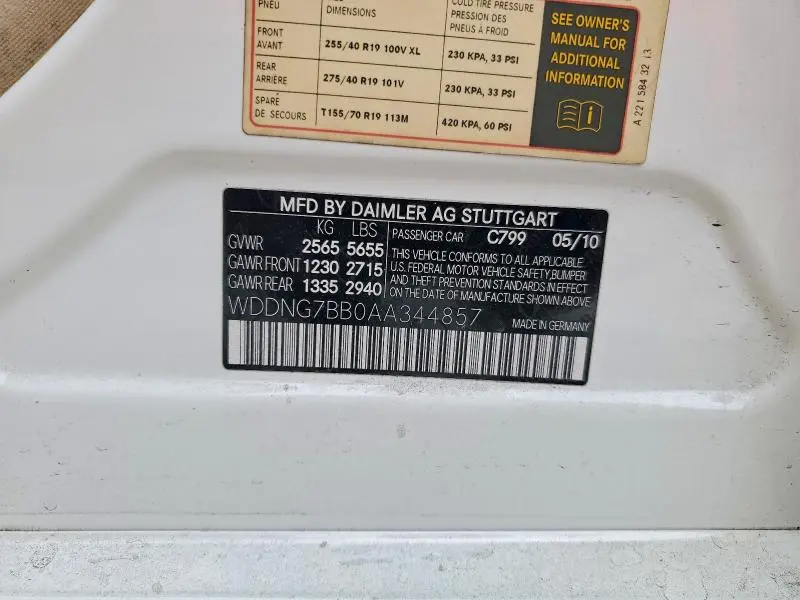 PNEU DIMENSIONS COLD TIRE PRESSURE
PRESSION DES
PNEUS À FROID
FRONT
AVANT 255/40 R19 100V XL 230 KPA, 33 PSI
REAR
ARRIÈRE 275/40 R19 101V 230 KPA, 33 PSI
SPARE
DE SECOURS T155/70 R19 113M 420 KPA, 60 PSI
SEE OWNER'S
MANUAL FOR
ADDITIONAL
INFORMATION
A 221 584 32 13
MFD BY DAIMLER AG STUTTGART
KG LBS
GVWR 2565 5655
GAWR FRONT 1230 2715
GAWR REAR 1335 2940
PASSENGER CAR C799 05/10
THIS VEHICLE CONFORMS TO ALL APPLICABLE
U.S. FEDERAL MOTOR VEHICLE SAFETY, BUMPER
AND THEFT PREVENTION STANDARDS IN EFFECT
ON THE DATE OF MANUFACTURE SHOWN ABOVE.
WDDNG7BB0AA344857
MADE IN GERMANY